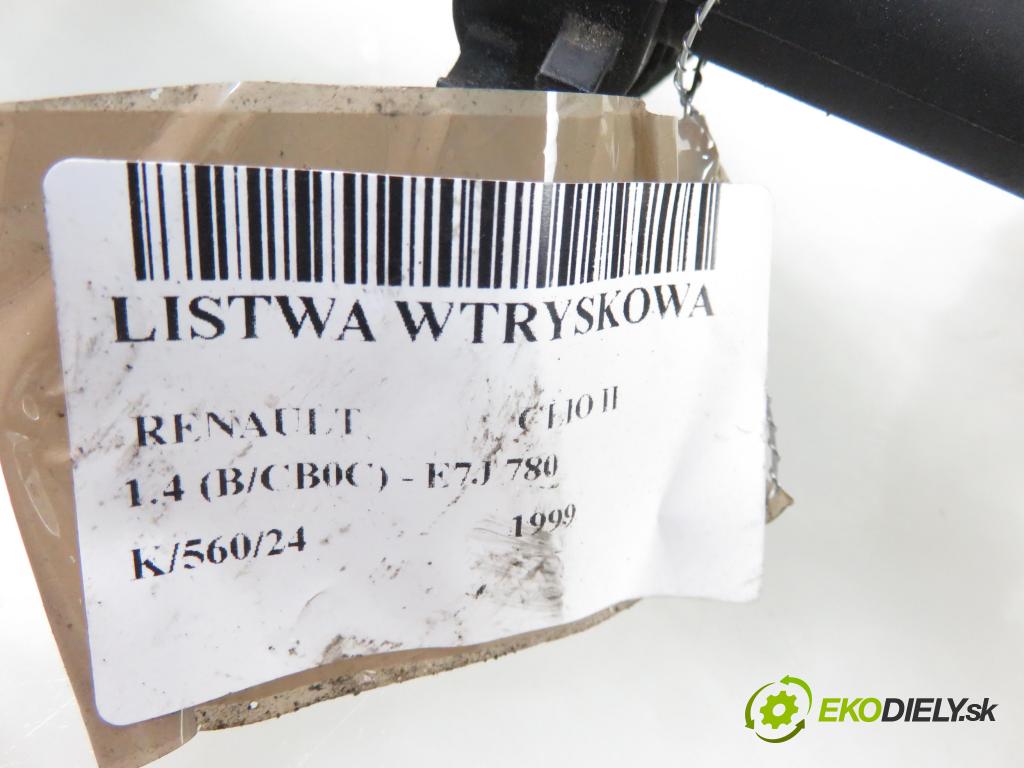 LISTWA WTRYSKOWA
RENAULT CLIO II
1.4 (B/CB0C) - E7J 780
K/560/24 1999
EKODIELY.sk